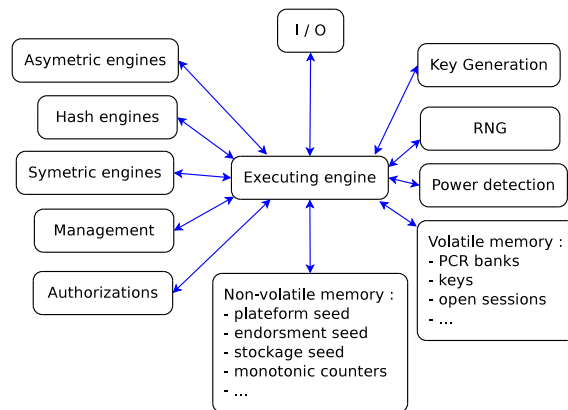 I / O
Asymetric engines
Key Generation
Hash engines
RNG
Symetric engines
Executing engine
Power detection
Management
Volatile memory :
- PCR banks
- keys
- open sessions
- ...
Authorizations
Non-volatile memory :
- plateform seed
- endorsment seed
- stockage seed
- monotonic counters
- ...